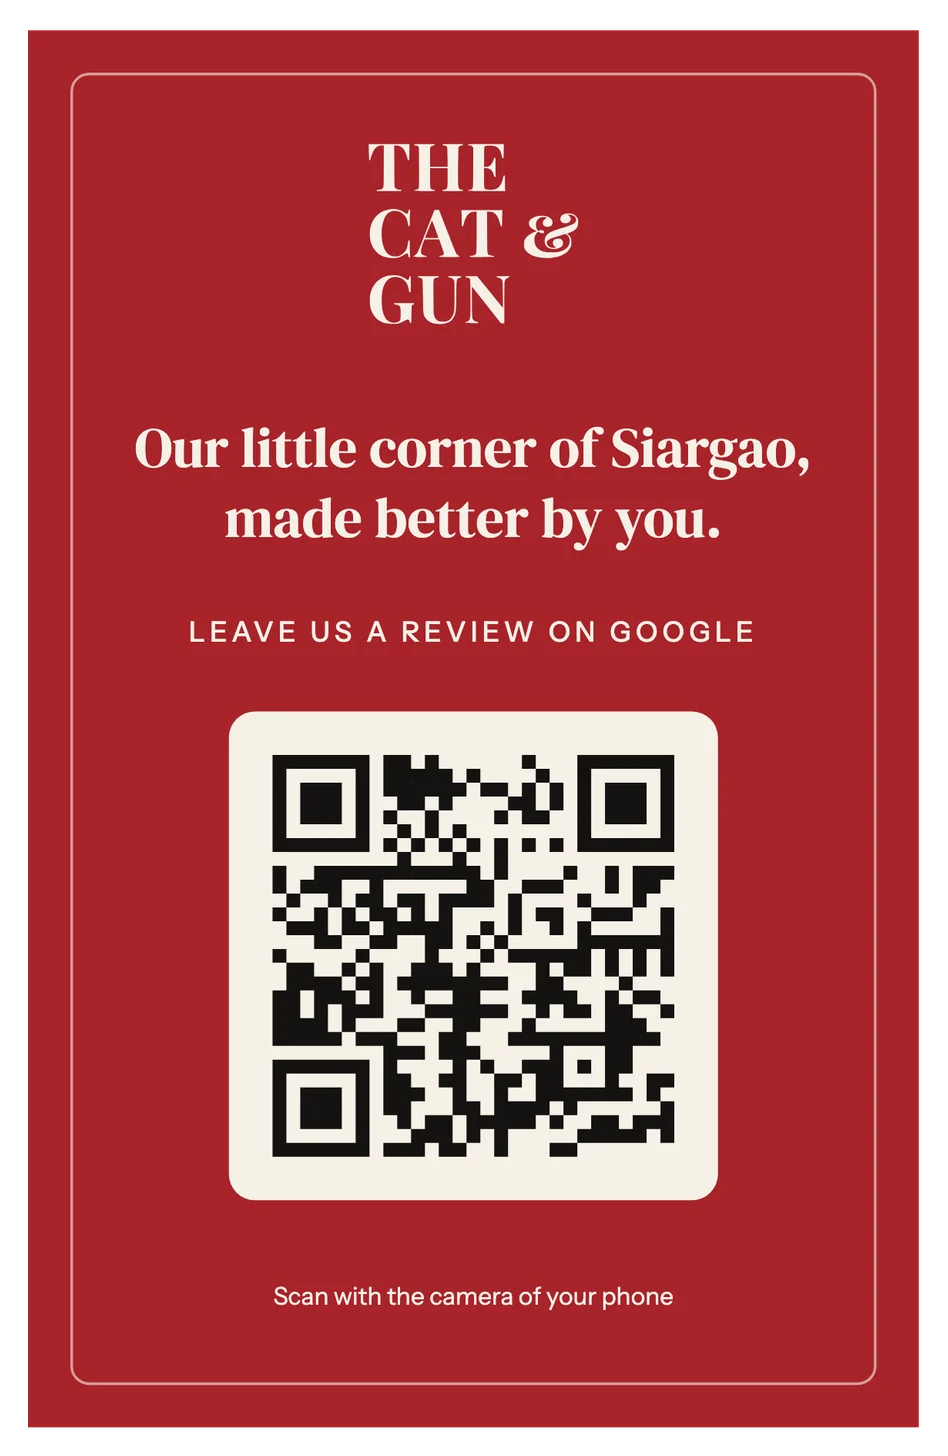 THE
CAT &
GUN
Our little corner of Siargao,
made better by you.
LEAVE US A REVIEW ON GOOGLE
Scan with the camera of your phone